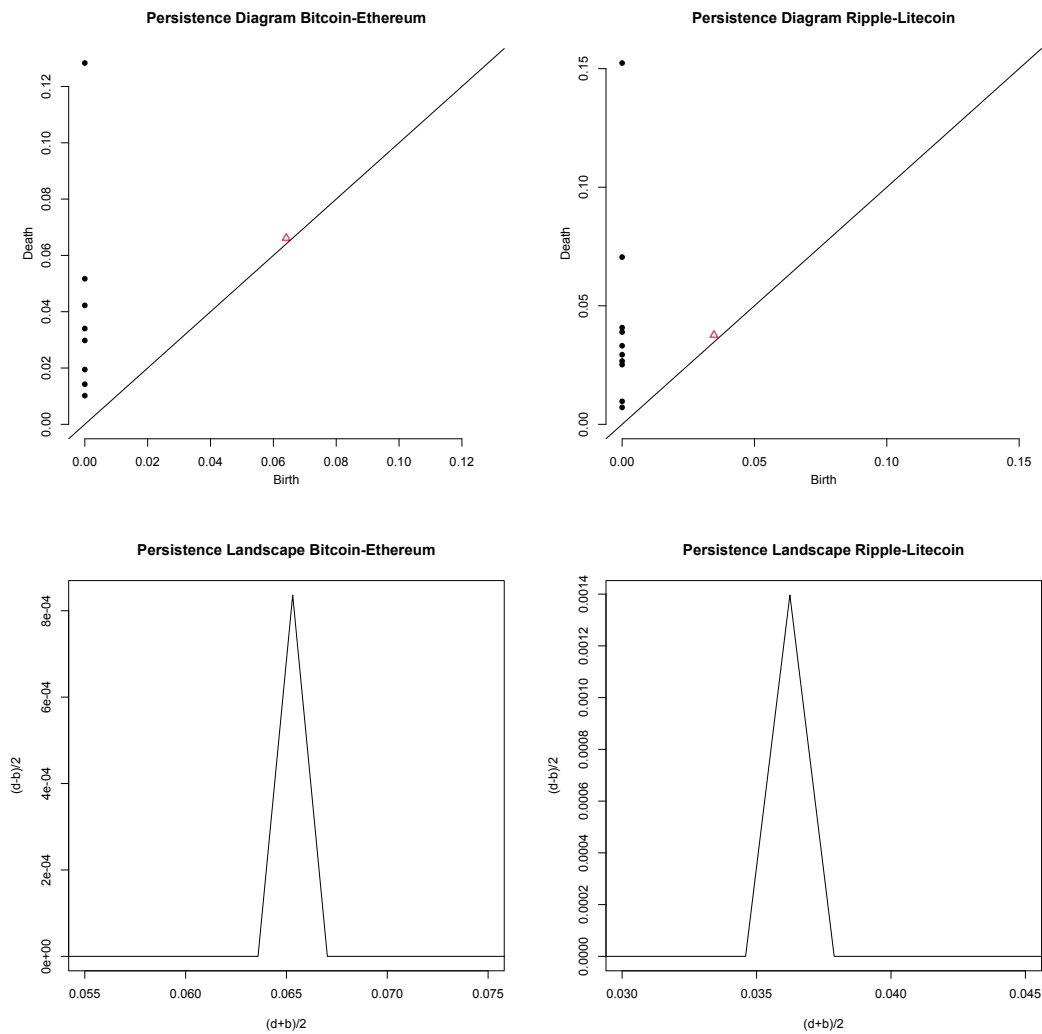 Persistence Diagram Bitcoin-Ethereum
Death
0.12
0.10
0.08
0.06
0.04
0.02
0.00
0.00 0.02 0.04 0.06 0.08 0.10 0.12
Birth
Persistence Diagram Ripple-Litecoin
Death
0.15
0.10
0.05
0.00
0.00 0.05 0.10 0.15
Birth
Persistence Landscape Bitcoin-Ethereum
(d-b)/2
8e-04
6e-04
4e-04
2e-04
0e+00
0.055 0.060 0.065 0.070 0.075
(d+b)/2
Persistence Landscape Ripple-Litecoin
(d-b)/2
0.0014
0.0012
0.0010
0.0008
0.0006
0.0004
0.0002
0.0000
0.030 0.035 0.040 0.045
(d+b)/2